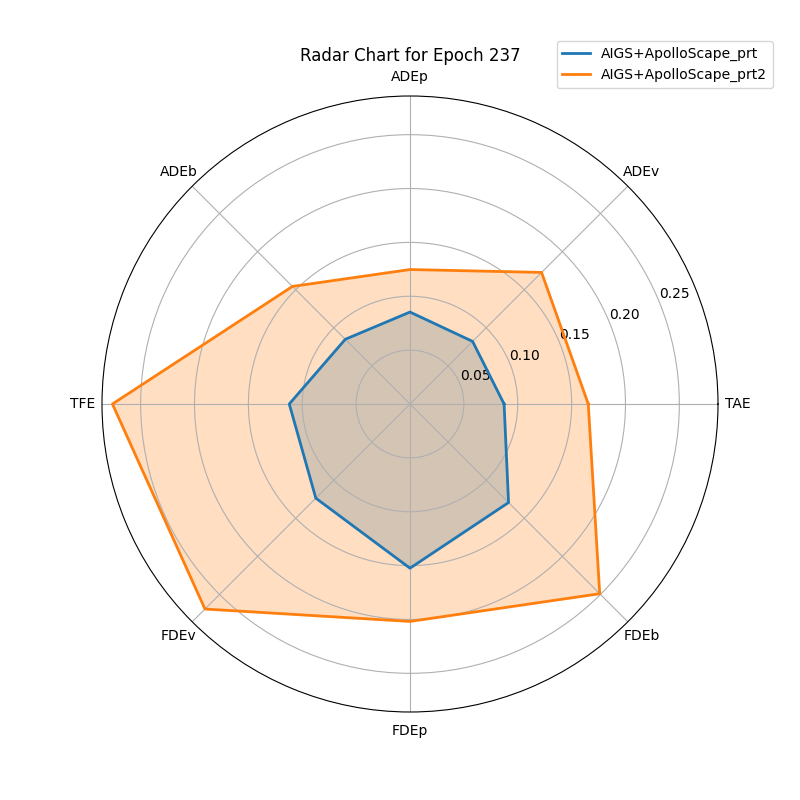 Radar Chart for Epoch 237
AIGS+ApolloScape_prt
AIGS+ApolloScape_prt2
ADEp
ADEb
ADEv
0.25
0.20
0.15
0.10
0.05
TFE
TAE
FDEv
FDEb
FDEp